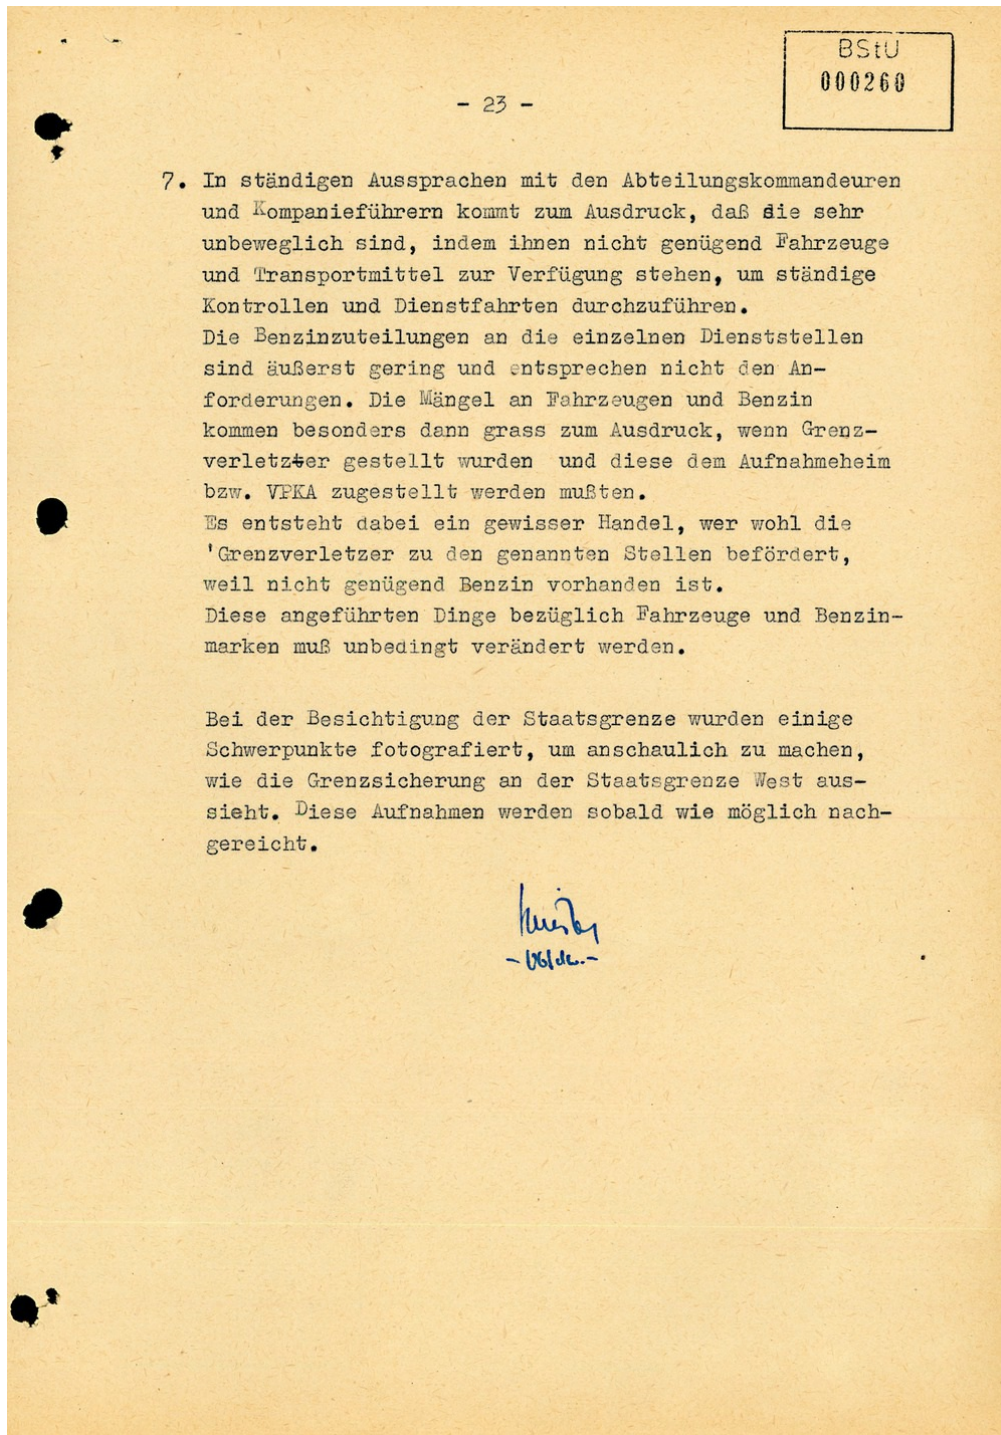 BStU
000260
- 23 -
7. In ständigen Aussprachen mit den Abteilungskommandeuren
und Kompanieführern kommt zum Ausdruck, daß sie sehr
unbeweglich sind, indem ihnen nicht genügend Fahrzeuge
und Transportmittel zur Verfügung stehen, um ständige
Kontrollen und Dienstfahrten durchzuführen.
Die Benzinzuteilungen an die einzelnen Dienststellen
sind äußerst gering und entsprechen nicht den An-
forderungen. Die Mängel an Fahrzeugen und Benzin
kommen besonders dann grass zum Ausdruck, wenn Grenz-
verletzter gestellt wurden und diese dem Aufnahmeheim
bzw. VPKA zugestellt werden mußten.
Es entsteht dabei ein gewisser Handel, wer wohl die
'Grenzverletzer zu den genannten Stellen befördert,
weil nicht genügend Benzin vorhanden ist.
Diese angeführten Dinge bezüglich Fahrzeuge und Benzin-
marken muß unbedingt verändert werden.
Bei der Besichtigung der Staatsgrenze wurden einige
Schwerpunkte fotografiert, um anschaulich zu machen,
wie die Grenzsicherung an der Staatsgrenze West aus-
sieht. Diese Aufnahmen werden sobald wie möglich nach-
gereicht.